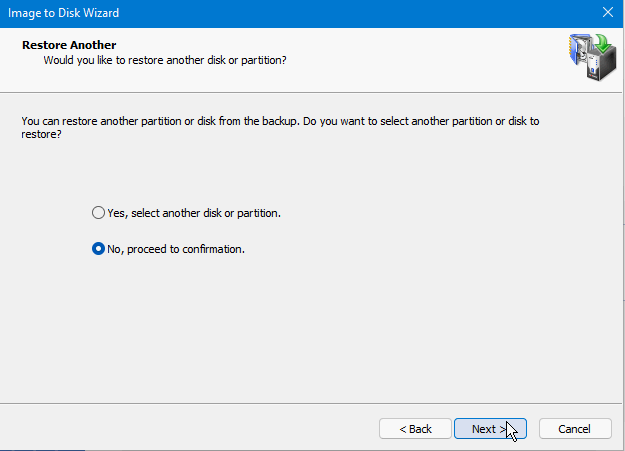 Image to Disk Wizard
Restore Another
Would you like to restore another disk or partition?
You can restore another partition or disk from the backup. Do you want to select another partition or disk to
restore?
Yes, select another disk or partition.
No, proceed to confirmation.
< Back
Next >
Cancel